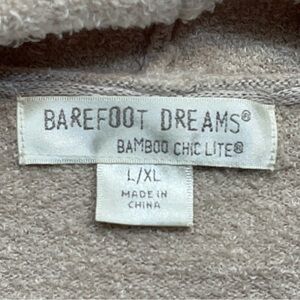 BAREFOOT DREAMS®
BAMBOO CHIC LITE®
L/XL
MADE IN
CHINA